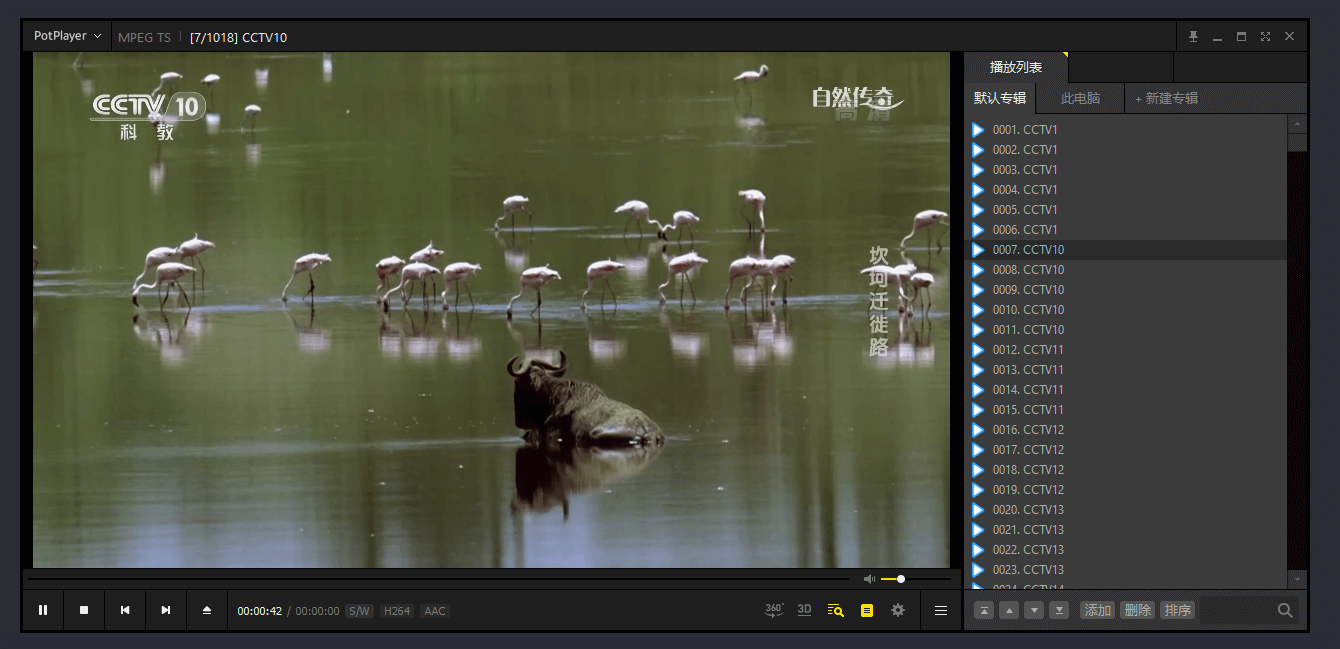 PotPlayer
MPEG TS
[7/1018] CCTV10
CCTV 10
科 教
自然传奇
高 清
坎坷迁徙路
播放列表
默认专辑
此电脑
+ 新建专辑
0001. CCTV1
0002. CCTV1
0003. CCTV1
0004. CCTV1
0005. CCTV1
0006. CCTV1
0007. CCTV10
0008. CCTV10
0009. CCTV10
0010. CCTV10
0011. CCTV10
0012. CCTV11
0013. CCTV11
0014. CCTV11
0015. CCTV11
0016. CCTV12
0017. CCTV12
0018. CCTV12
0019. CCTV12
0020. CCTV13
0021. CCTV13
0022. CCTV13
0023. CCTV13
0024. CCTV14
00:00:42 / 00:00:00 S/W H264 AAC
360°
3D
添加
删除
排序